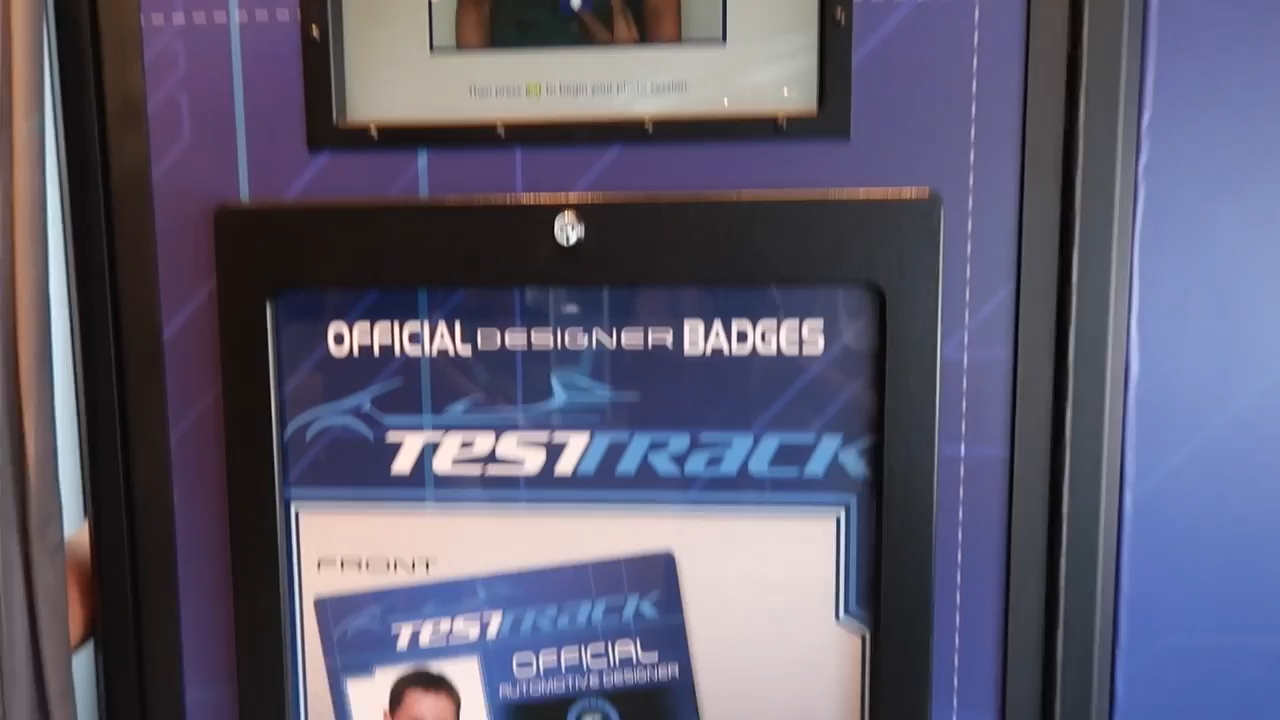 Then press to begin your photo session.
OFFICIAL DESIGNER BADGES
TESTTRACK
FRONT
TESTTRACK
OFFICIAL
AUTOMOTIVE DESIGNER